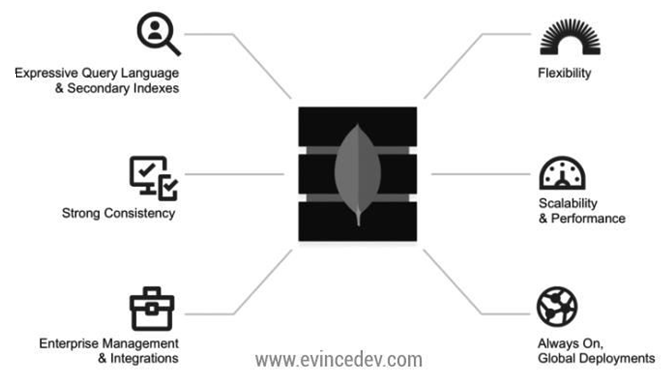 Expressive Query Language
& Secondary Indexes
Flexibility
Strong Consistency
Scalability
& Performance
Enterprise Management
& Integrations
Always On,
Global Deployments
www.evincedev.com